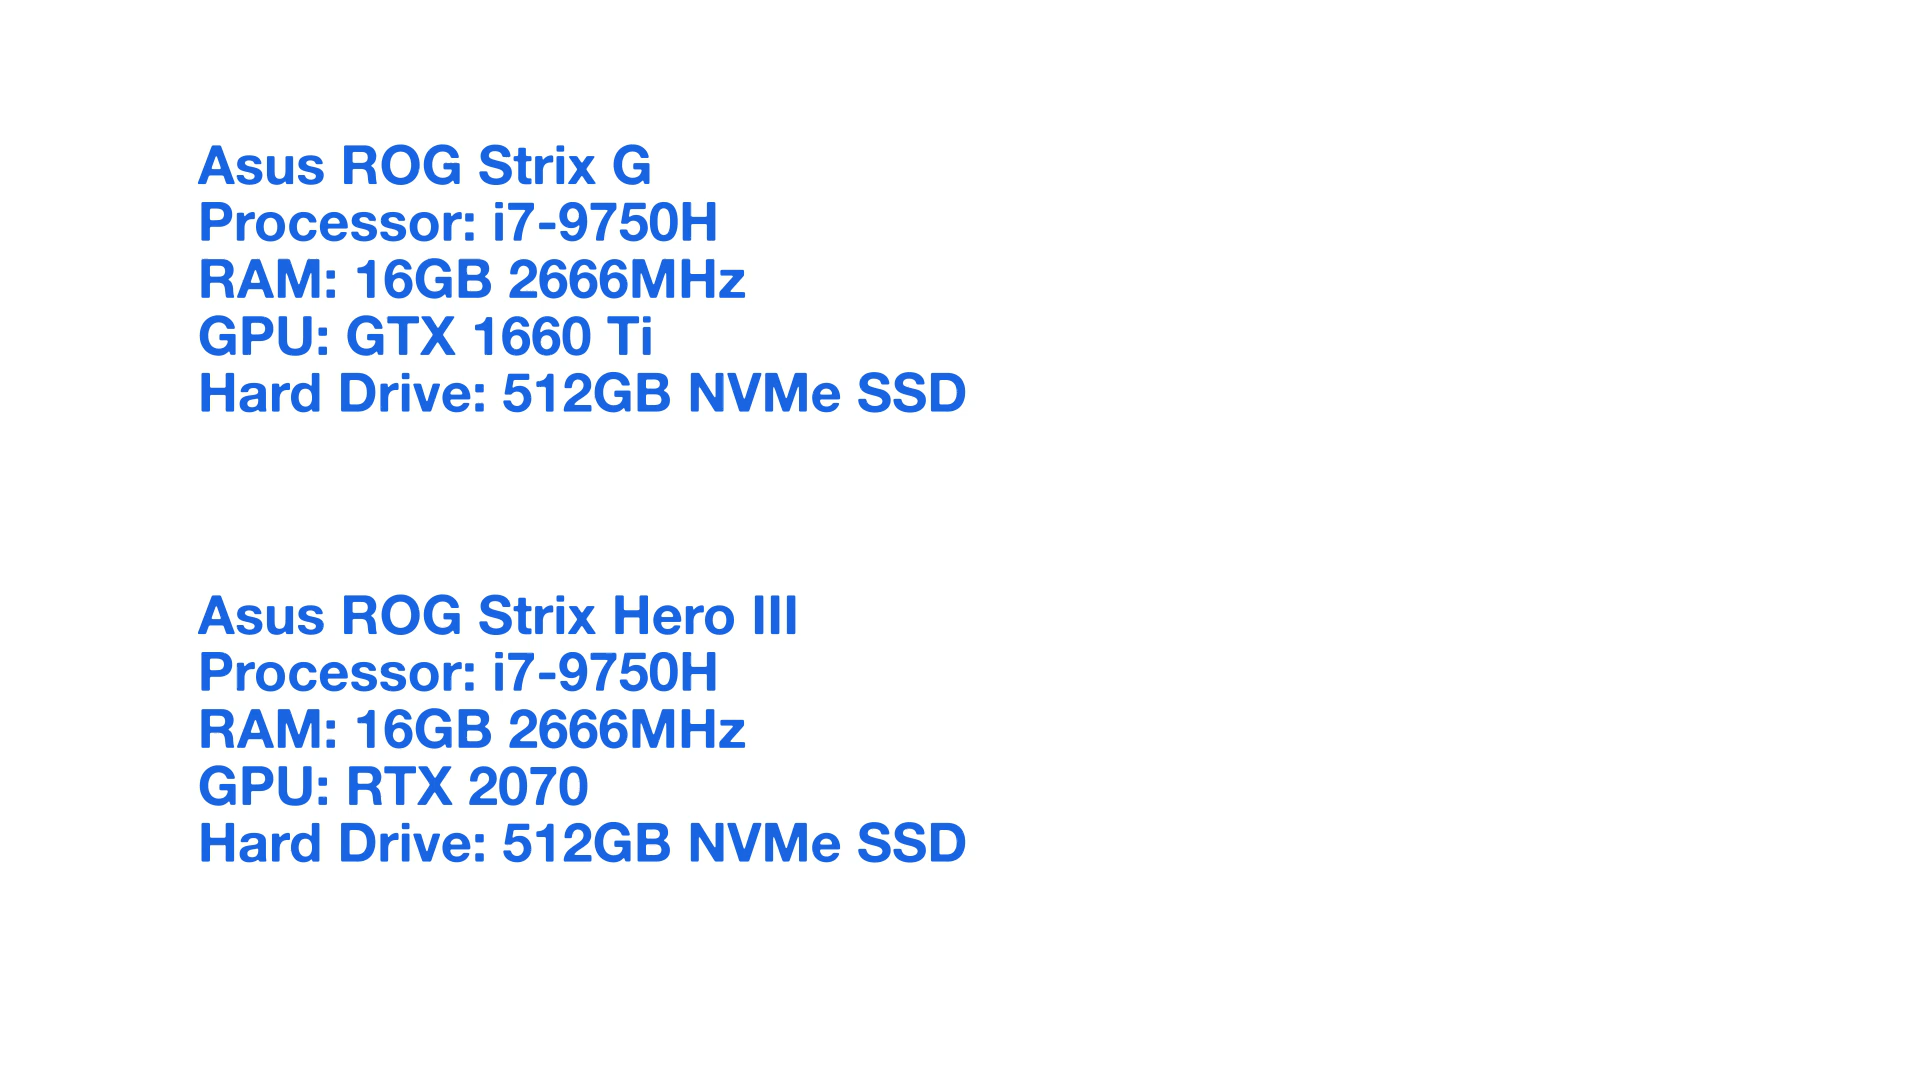 Asus ROG Strix G
Processor: i7-9750H
RAM: 16GB 2666MHz
GPU: GTX 1660 Ti
Hard Drive: 512GB NVMe SSD
Asus ROG Strix Hero III
Processor: i7-9750H
RAM: 16GB 2666MHz
GPU: RTX 2070
Hard Drive: 512GB NVMe SSD